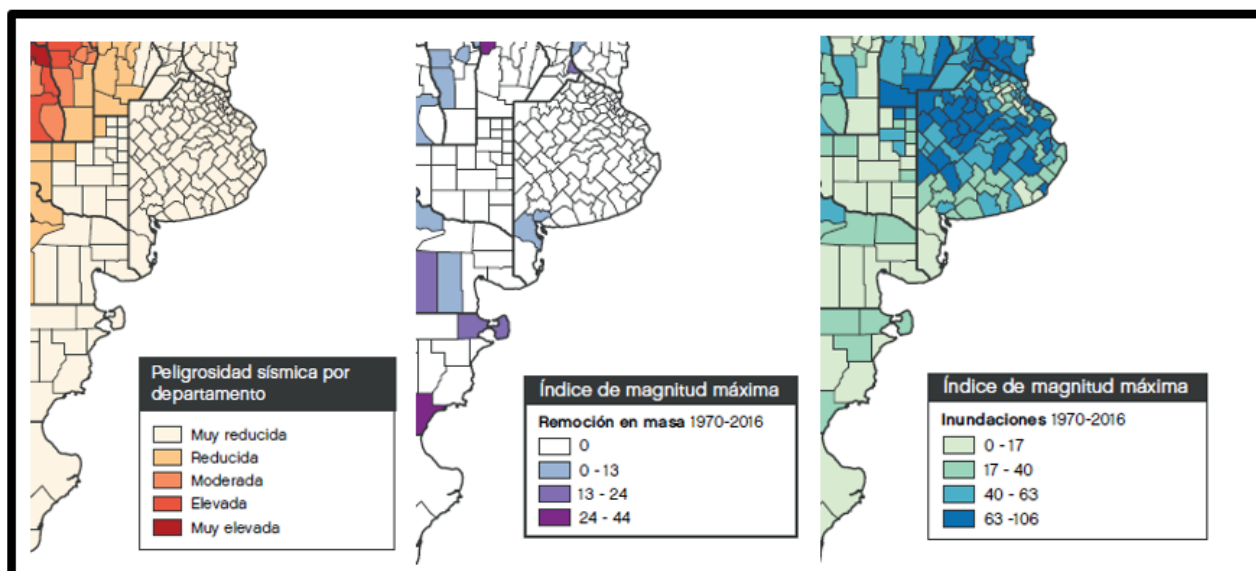 Peligrosidad sísmica por
departamento
Muy reducida
Reducida
Moderada
Elevada
Muy elevada
Índice de magnitud máxima
Remoción en masa 1970-2016
0
0 -13
13 - 24
24 - 44
Índice de magnitud máxima
Inundaciones 1970-2016
0 -17
17 - 40
40 - 63
63 -106